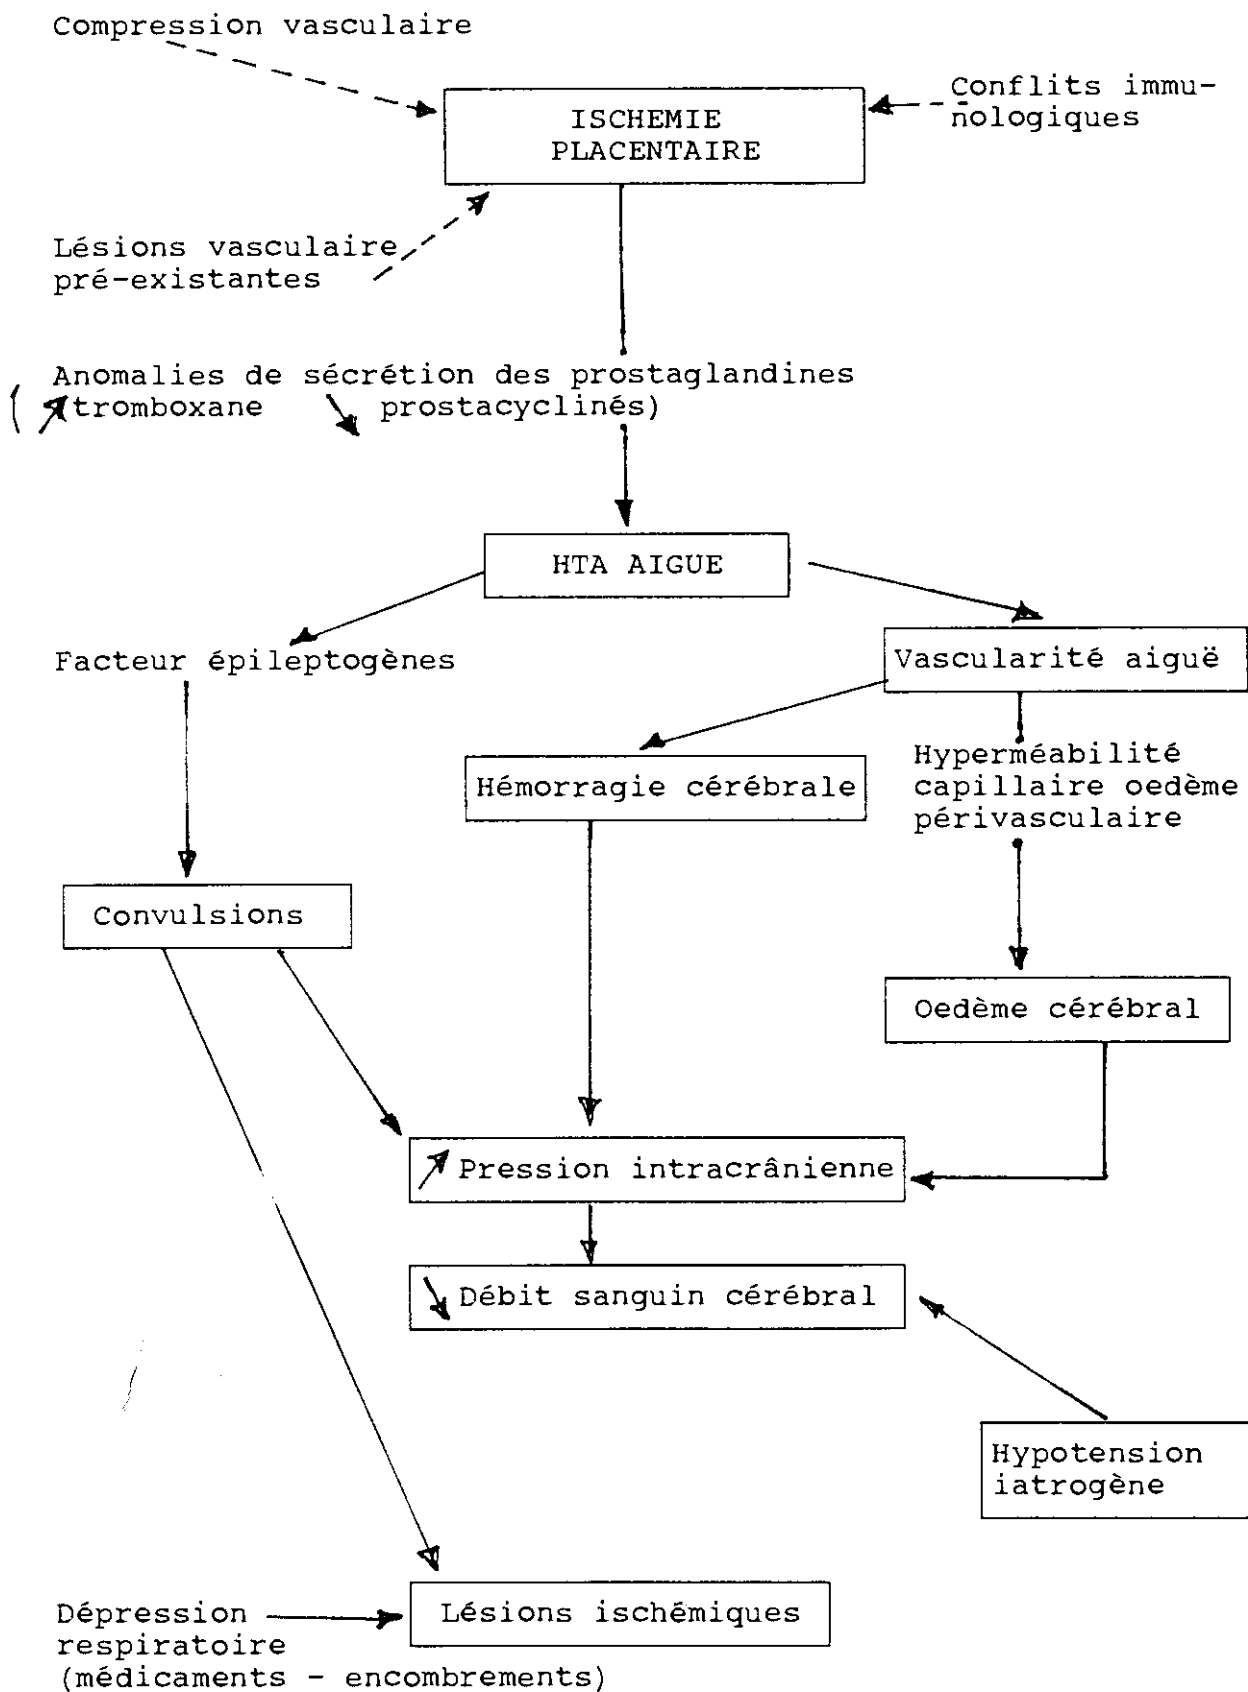 Compression vasculaire
Conflits immu-
nologiques
ISCHEMIE
PLACENTAIRE
Lésions vasculaire
pré-existantes
Anomalies de sécrétion des prostaglandines
(↗(tromboxane ↘ prostacyclinés)
HTA AIGUE
Facteur épileptogènes
Vascularité aiguë
Hémorragie cérébrale
Hyperméabilité
capillaire oedème
périvasculaire
Convulsions
Oedème cérébral
↗ Pression intracrânienne
↘ Débit sanguin cérébral
Hypotension
iatrogène
Lésions ischémiques
Dépression
respiratoire
(médicaments - encombrements)